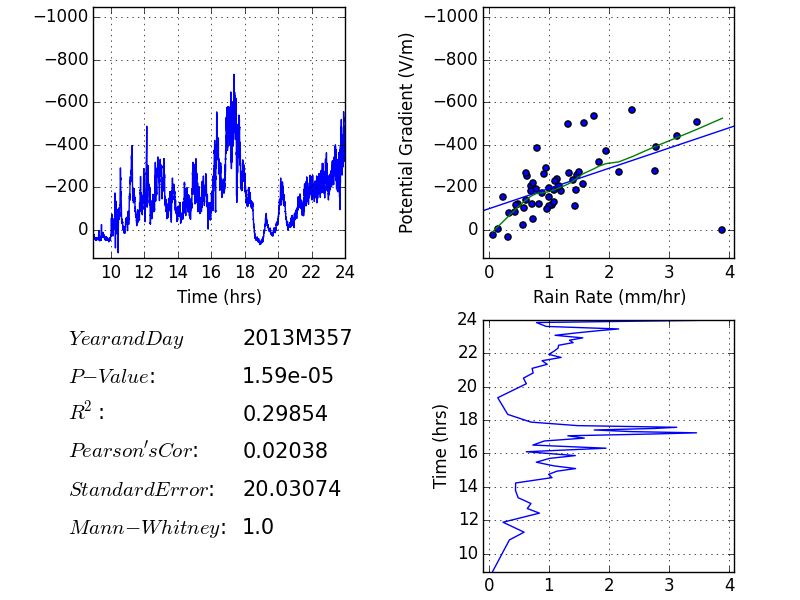 −1000
−800
−600
−400
−200
0
10 12 14 16 18 20 22 24
Time (hrs)
Potential Gradient (V/m)
−1000
−800
−600
−400
−200
0
0 1 2 3 4
Rain Rate (mm/hr)
YearandDay 2013M357
P−Value: 1.59e-05
R²: 0.29854
Pearson'sCor: 0.02038
StandardError: 20.03074
Mann−Whitney: 1.0
Time (hrs)
24
22
20
18
16
14
12
10
0 1 2 3 4